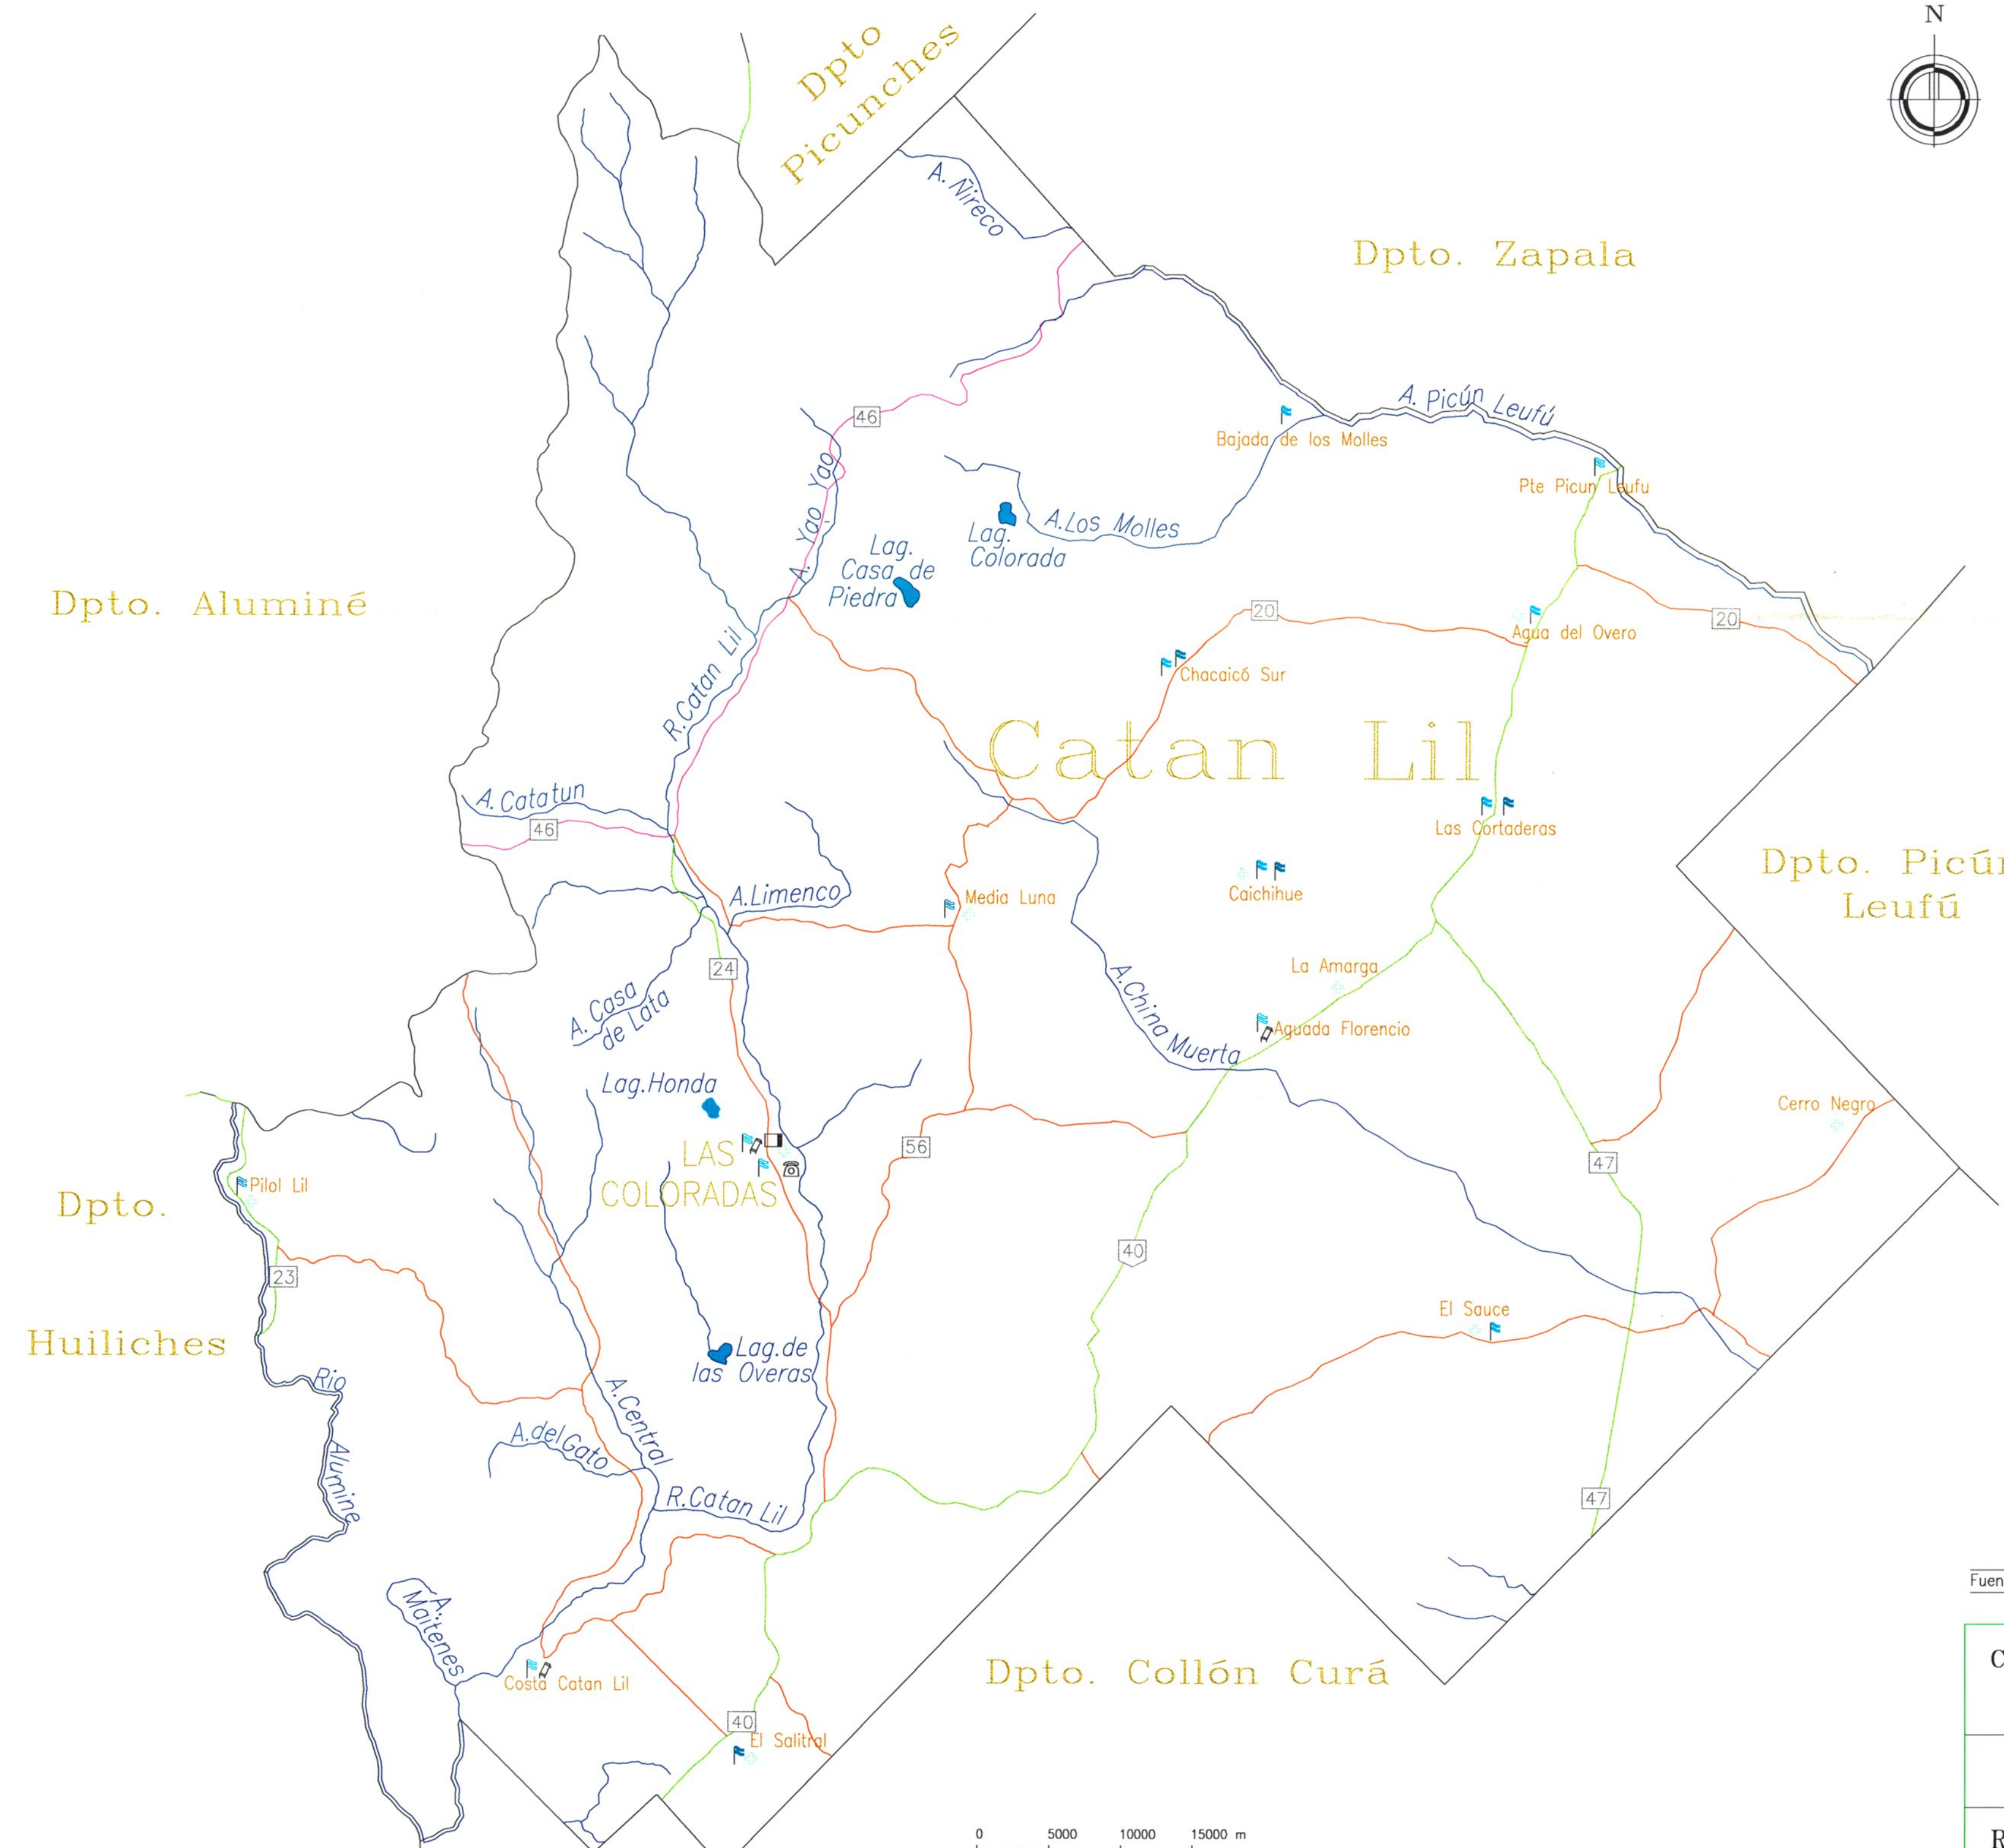 N
Dpto
Picunches
A. Ñireco
Dpto. Zapala
46
A. Picún Leufú
Bajada de los Molles
Pte Picun Leufu
A. Yao Yao
Lag.
Colorada
A.Los Molles
Lag.
Casa de
Piedra
Dpto. Aluminé
20
20
Agua del Overo
R.Catan Lil
Chacaicó Sur
Catan Lil
A.Catatun
46
Las Cortaderas
Dpto. Picún
Leufú
A.Limenco
Media Luna
Caichihue
24
La Amarga
A. Casa
de Lata
A.China Muerta
Aguada Florencio
Lag.Honda
Cerro Negro
LAS
COLORADAS
56
47
Pilol Lil
Dpto.
Huiliches
23
40
El Sauce
Lag.de
las Overas
Rio
Alumine
A.Central
A.del Gato
R.Catan Lil
47
Fuen
A.
Maitenes
Costa Catan Lil
Dpto. Collón Curá
40
El Salitral
C
0 5000 10000 15000 m
R